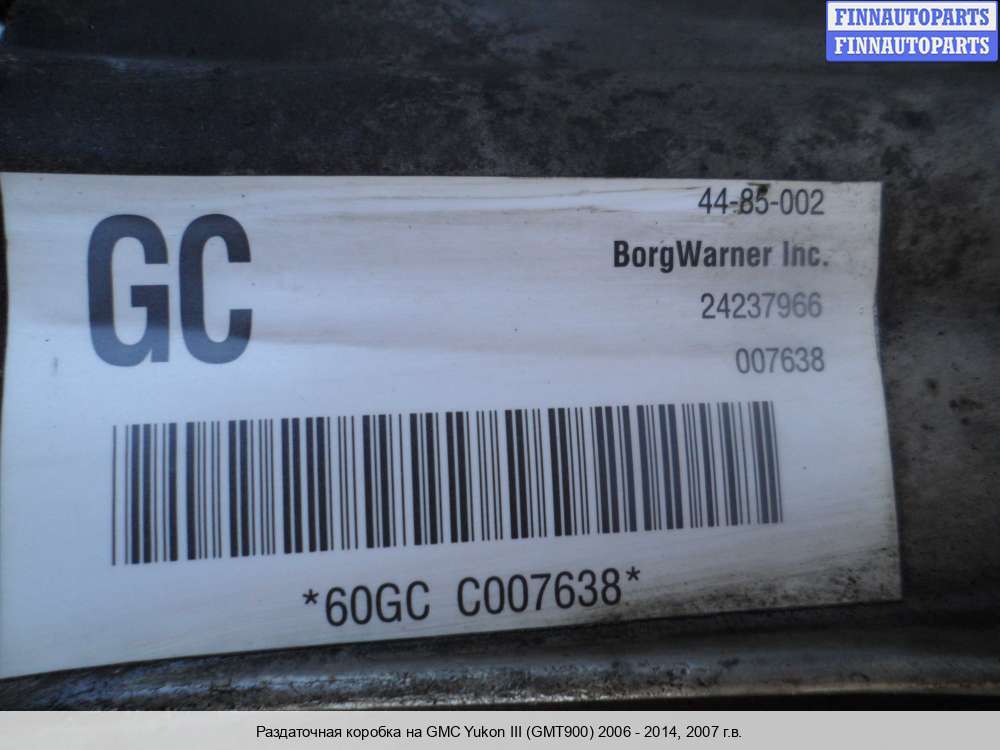 FINNAUTOPARTS
FINNAUTOPARTS
44-85-002
GC
BorgWarner Inc.
24237966
007638
*60GC C007638*
Раздаточная коробка на GMC Yukon III (GMT900) 2006 - 2014, 2007 г.в.